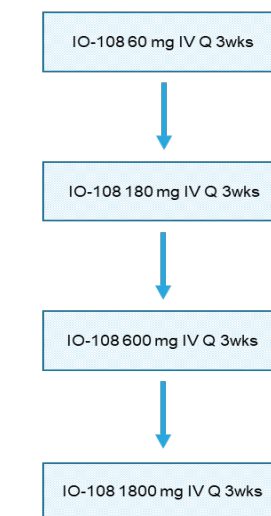 IO-108 60 mg IV Q 3wks
IO-108 180 mg IV Q 3wks
IO-108 600 mg IV Q 3wks
IO-108 1800 mg IV Q 3wks